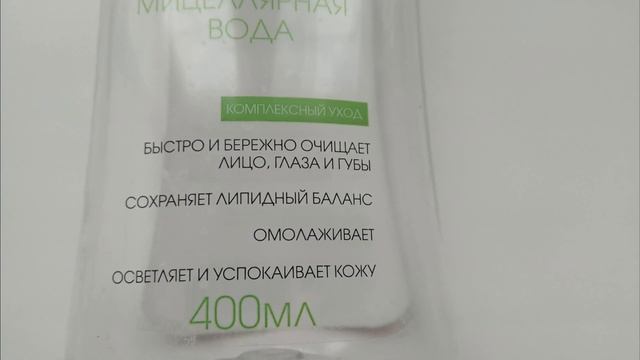 МИЦЕЛЛЯРНАЯ
ВОДА
КОМПЛЕКСНЫЙ УХОД
БЫСТРО И БЕРЕЖНО ОЧИЩАЕТ
ЛИЦО, ГЛАЗА И ГУБЫ
СОХРАНЯЕТ ЛИПИДНЫЙ БАЛАНС
ОМОЛАЖИВАЕТ
ОСВЕТЛЯЕТ И УСПОКАИВАЕТ КОЖУ
400МЛ